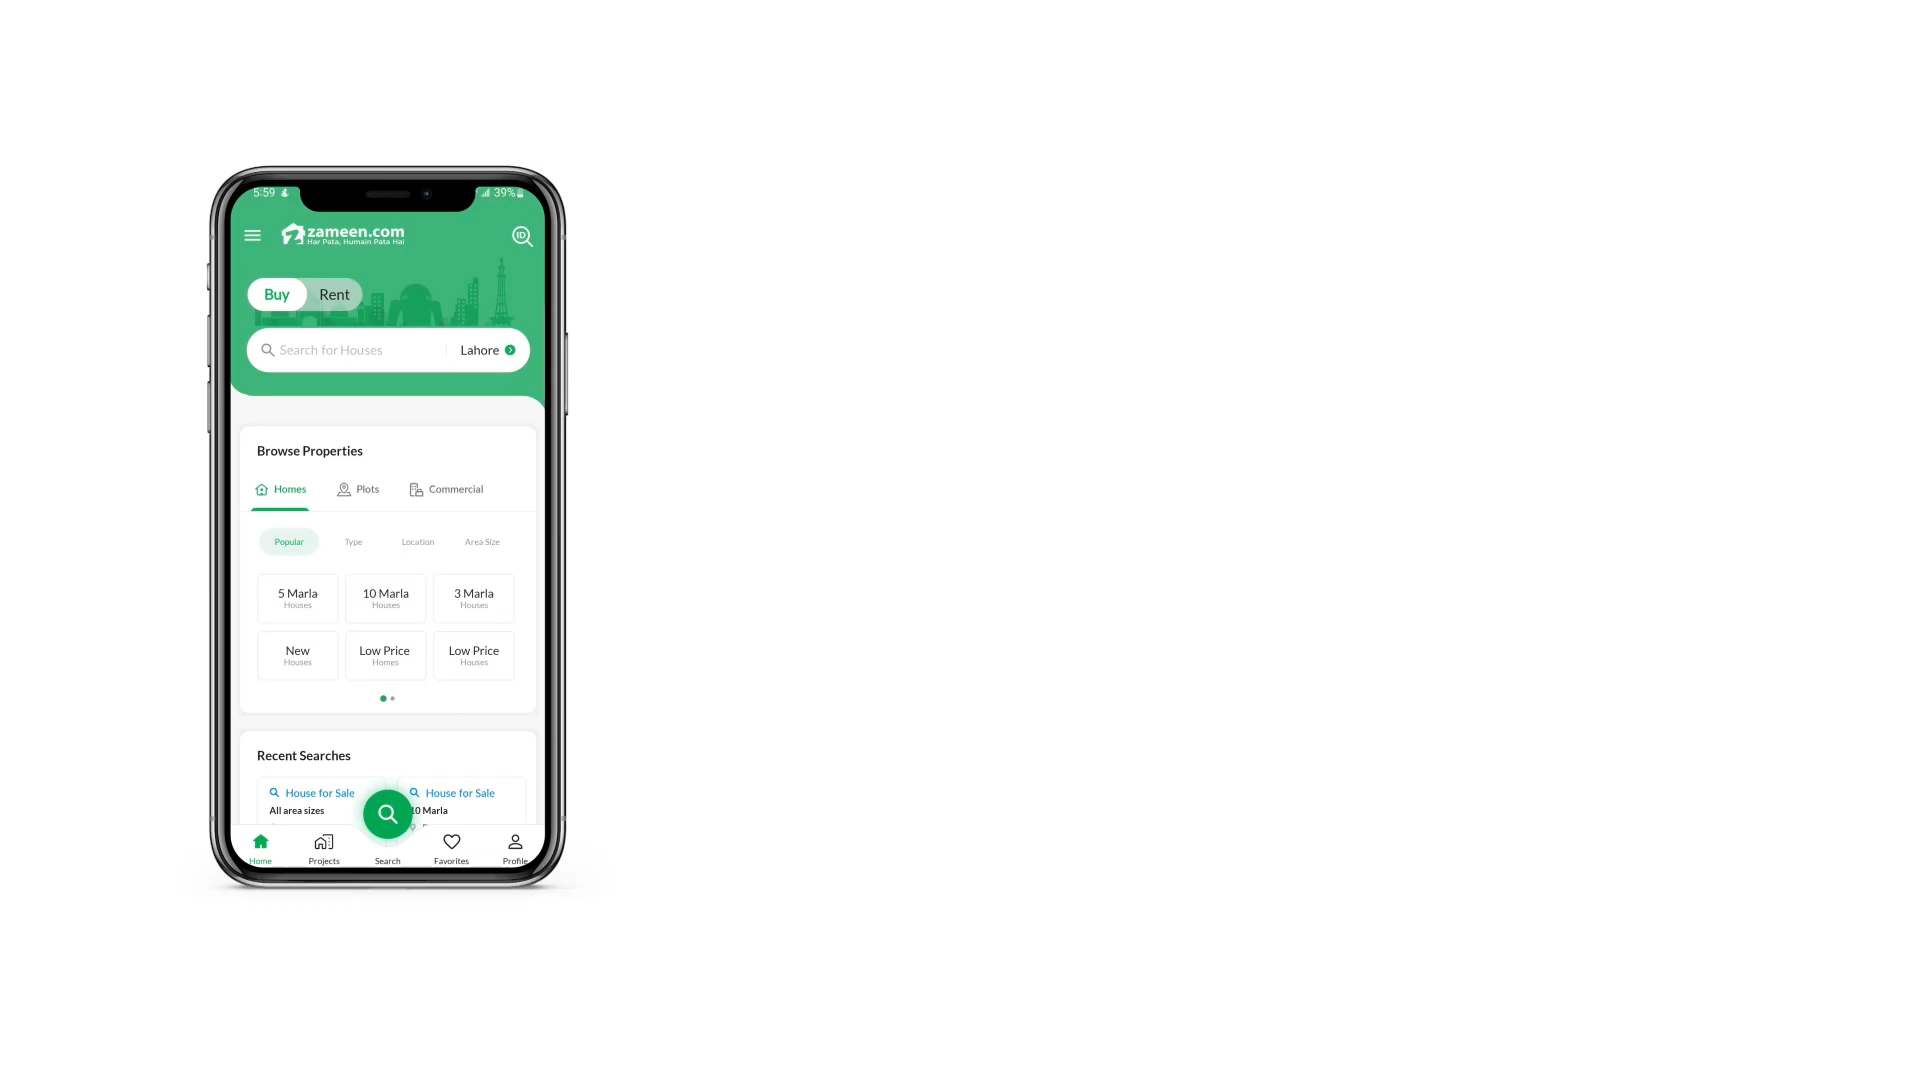 5:59
39%
zameen.com
Har Pata, Humain Pata Hai
ID
Buy Rent
Search for Houses Lahore
Browse Properties
Homes Plots Commercial
Popular Type Location Area Size
5 Marla 10 Marla 3 Marla
Houses Houses Houses
New Low Price Low Price
Houses Homes Houses
Recent Searches
House for Sale House for Sale
All area sizes 10 Marla
Home Projects Search Favorites Profile